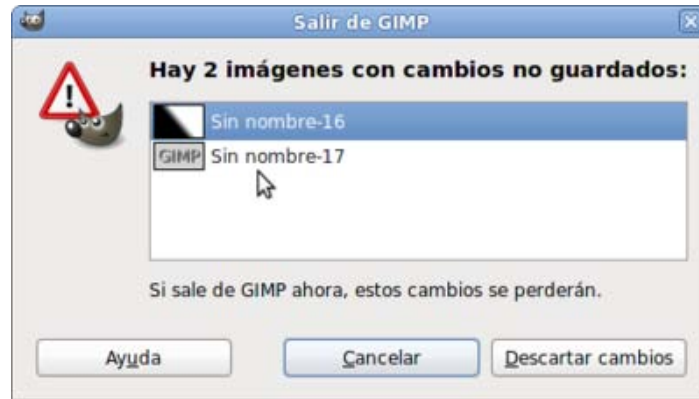 Salir de GIMP
Hay 2 imágenes con cambios no guardados:
Sin nombre-16
GIMP Sin nombre-17
Si sale de GIMP ahora, estos cambios se perderán.
Ayuda Cancelar Descartar cambios